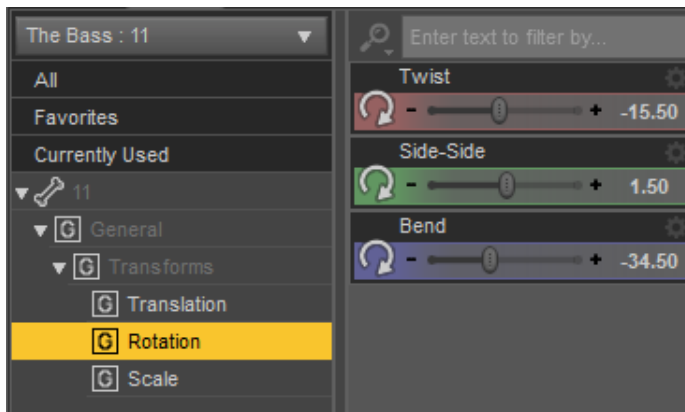 The Bass : 11
All
Favorites
Currently Used
11
G General
G Transforms
G Translation
G Rotation
G Scale
Enter text to filter by...
Twist
- + -15.50
Side-Side
- + 1.50
Bend
- + -34.50